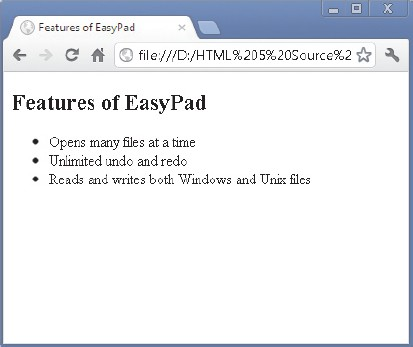 Features of EasyPad
file:///D:/HTML%205%20Source%2
Features of EasyPad
Opens many files at a time
Unlimited undo and redo
Reads and writes both Windows and Unix files